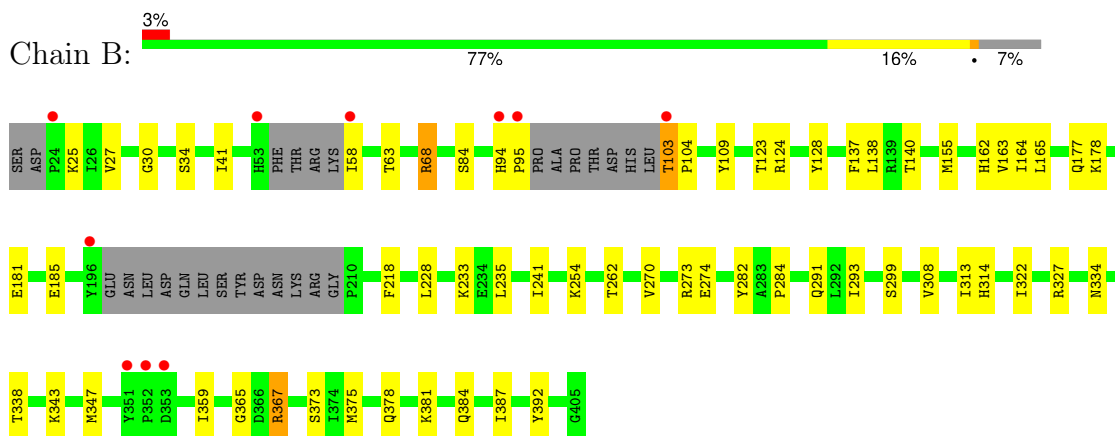 3%
Chain B:
77% 16% • 7%
SER ASP P24 K25 I26 V27 G30 S34 I41 H53 PHE THR ARG LYS I58 T63 R68 S84 H94 P95 PRO ALA PRO THR ASP HIS LEU T103 P104 Y109 T123 R124 Y128 F137 L138 R139 T140 M155 H162 V163 I164 L165 Q177 K178
E181 E185 Y196 GLU ASN LEU ASP GLN LEU SER TYR ASP ASN LYS ARG GLY P210 F218 L228 K233 E234 L235 I241 K254 T262 V270 R273 E274 Y282 A283 P284 Q291 L292 I293 S299 V308 I313 H314 I322 R327 N334
T338 K343 M347 Y351 P352 D353 I359 G365 D366 R367 S373 I374 M375 Q378 K381 Q384 I387 Y392 G405